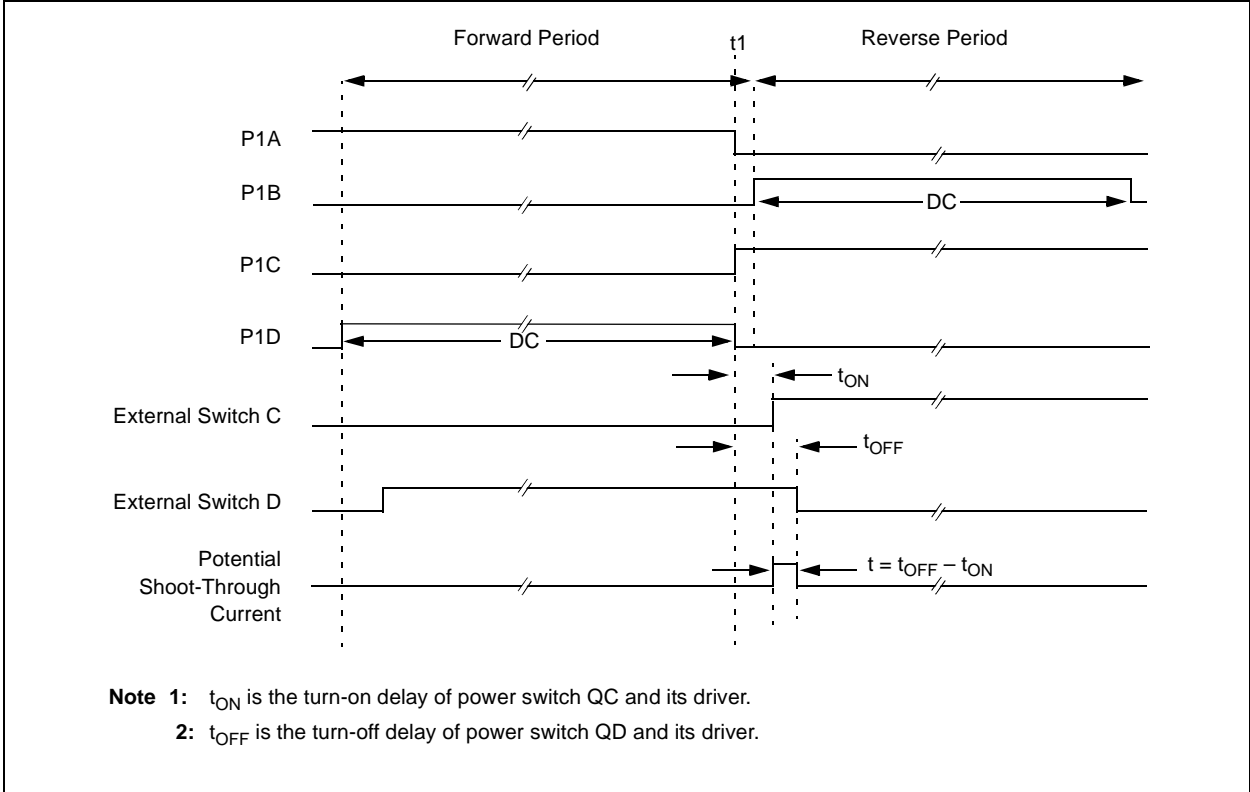 Forward Period
t1
Reverse Period
P1A
P1B
DC
P1C
P1D
DC
tON
External Switch C
tOFF
External Switch D
Potential
Shoot-Through
Current
t = tOFF – tON
Note 1: tON is the turn-on delay of power switch QC and its driver.
2: tOFF is the turn-off delay of power switch QD and its driver.